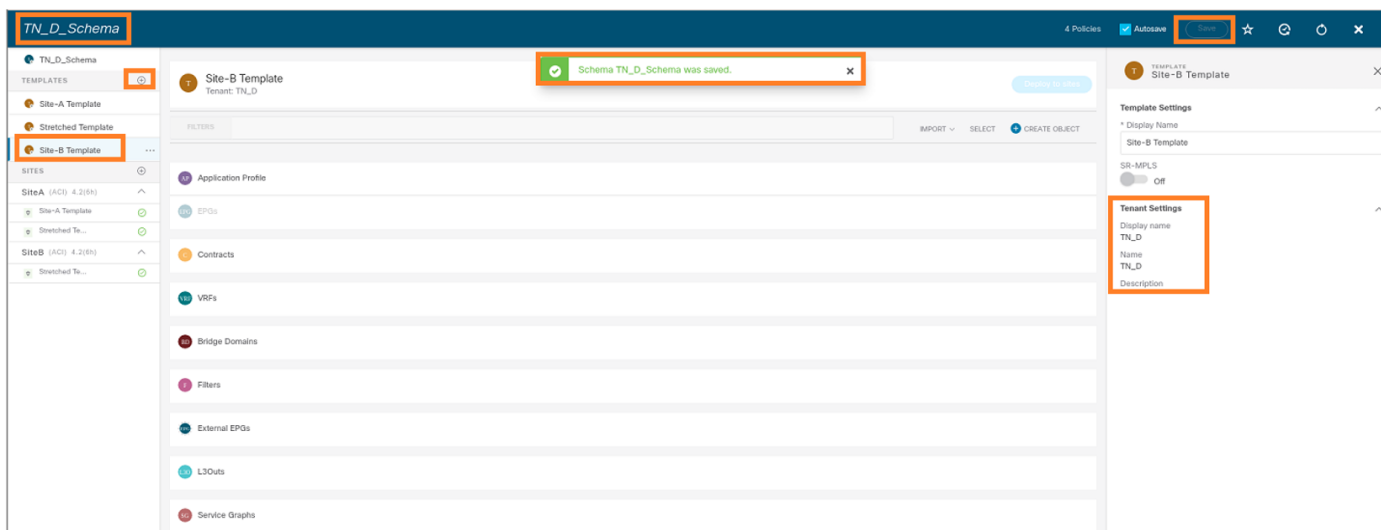 TN_D_Schema
4 Policies
Autosave
Save
TN_D_Schema
TEMPLATES
Site-A Template
Stretched Template
Site-B Template
SITES
SiteA (ACI) 4.2(6h)
Site-A Template
Stretched Te...
SiteB (ACI) 4.2(6h)
Stretched Te...
T
Site-B Template
Tenant: TN_D
Schema TN_D_Schema was saved.
Deploy to sites
FILTERS
IMPORT
SELECT
CREATE OBJECT
AP Application Profile
EPG EPGs
C Contracts
VRF VRFs
BD Bridge Domains
F Filters
External EPGs
L3O L3Outs
SG Service Graphs
T
TEMPLATE
Site-B Template
Template Settings
* Display Name
Site-B Template
SR-MPLS
Off
Tenant Settings
Display name
TN_D
Name
TN_D
Description